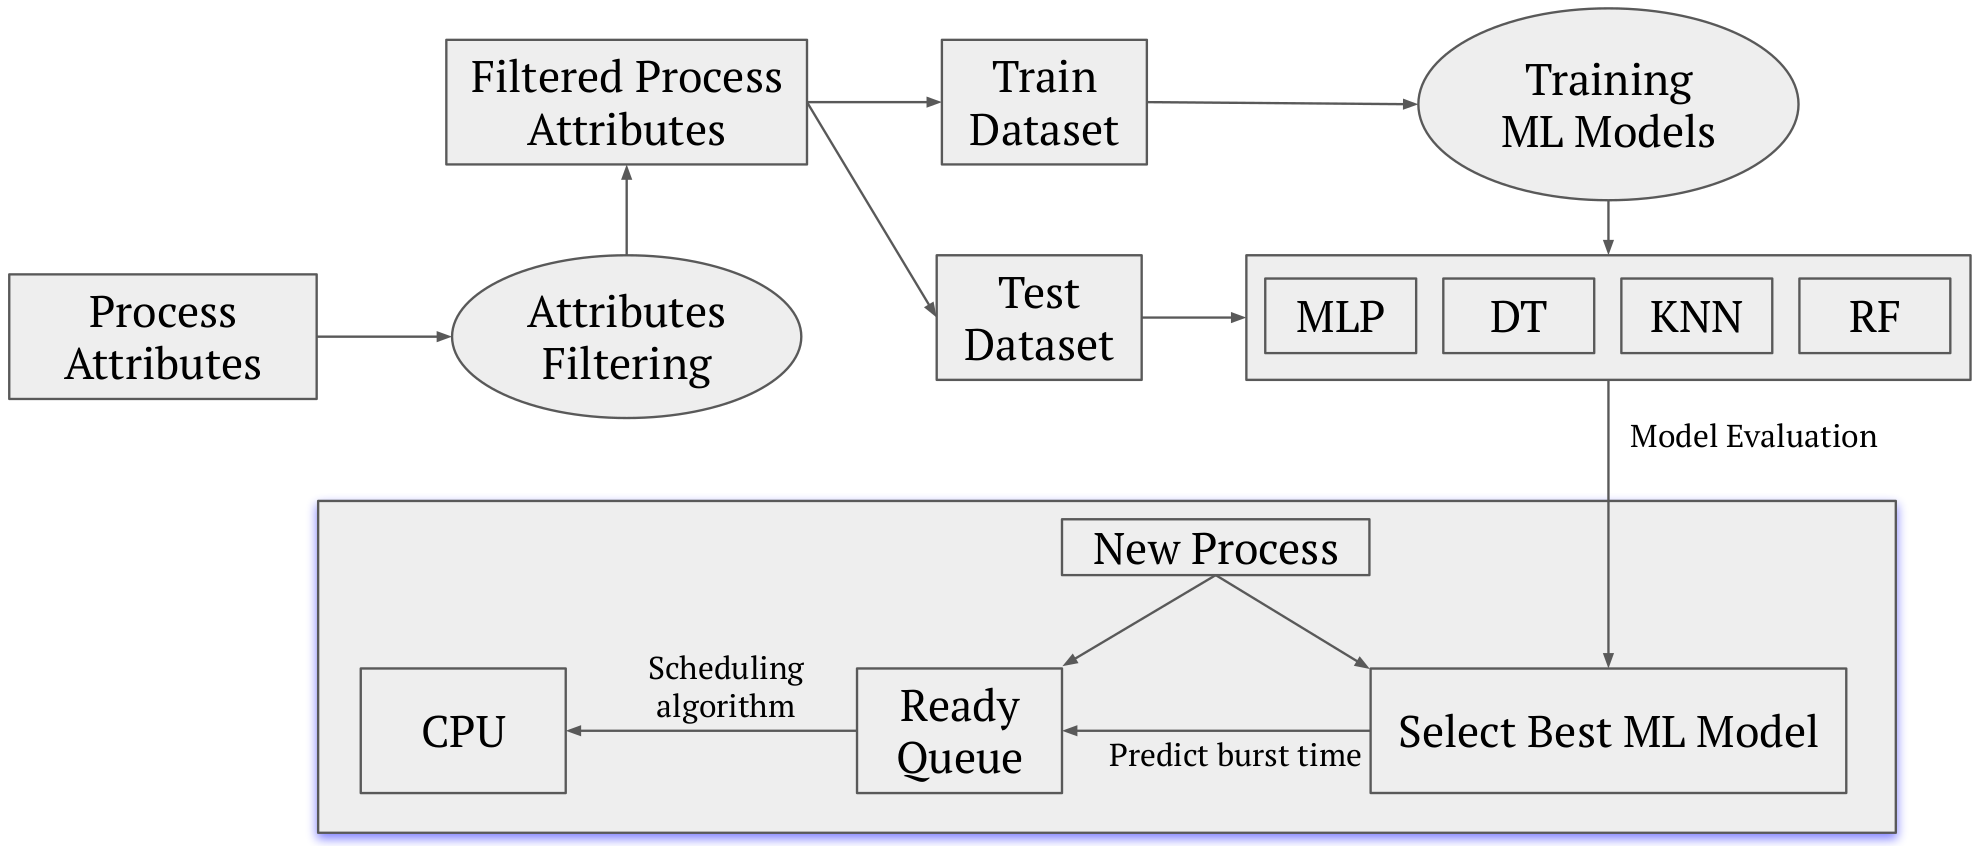 Filtered Process
Attributes
Train
Dataset
Training
ML Models
Process
Attributes
Attributes
Filtering
Test
Dataset
MLP
DT
KNN
RF
Model Evaluation
New Process
CPU
Scheduling
algorithm
Ready
Queue
Predict burst time
Select Best ML Model